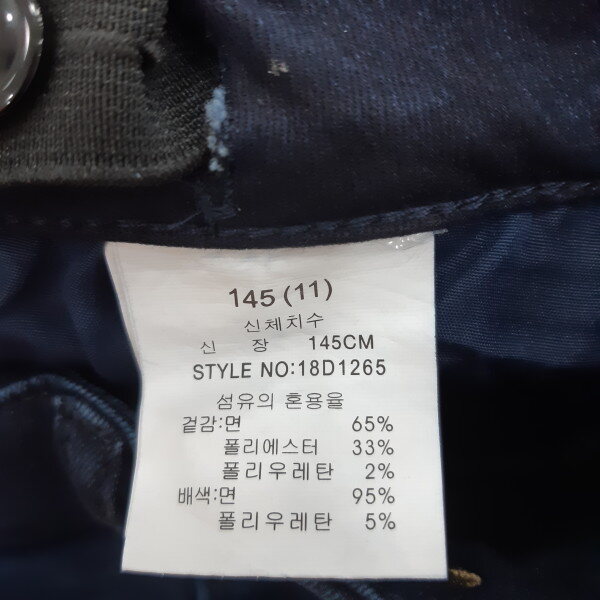 145 (11)
신체치수
신 장 145CM
STYLE NO:18D1265
섬유의 혼용율
겉감:면 65%
폴리에스터 33%
폴리우레탄 2%
배색:면 95%
폴리우레탄 5%